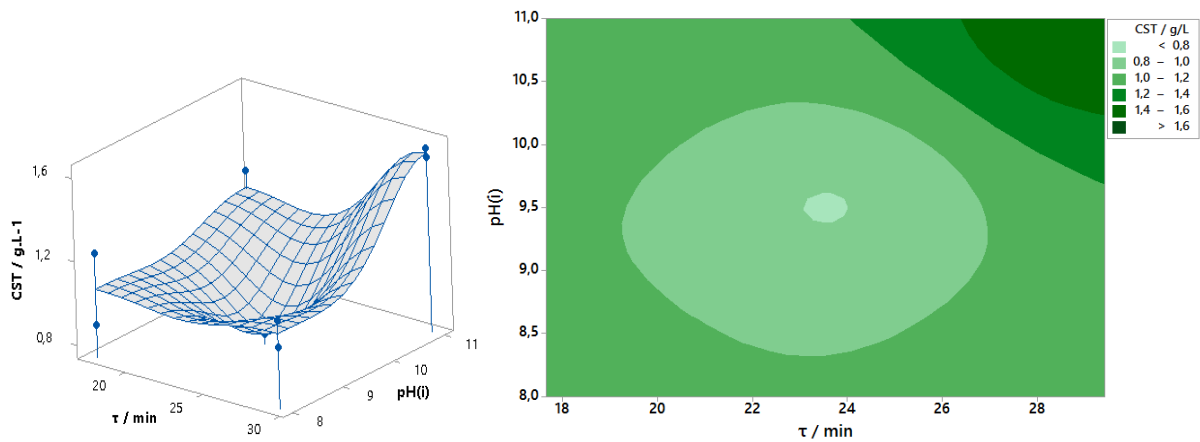 1,6
1,2
0,8
CST / g.L-1
20
25
30
τ / min
8
9
10
11
pH(i)
11,0
10,5
10,0
9,5
9,0
8,5
8,0
pH(i)
18
20
22
24
26
28
τ / min
CST / g/L
< 0,8
0,8 – 1,0
1,0 – 1,2
1,2 – 1,4
1,4 – 1,6
> 1,6